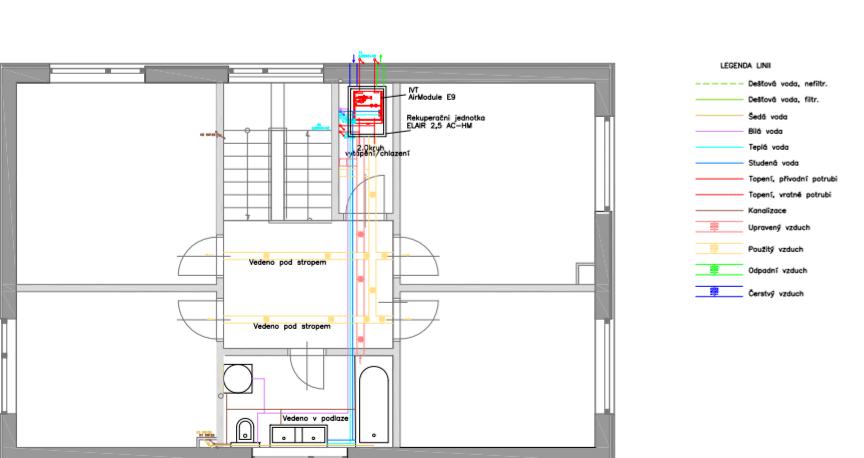 IVT
AirModule E9
Rekuperační jednotka
ELAIR 2,5 AC-HM
2.0kruh
vytápění/chlazení
Vedeno pod stropem
Vedeno pod stropem
Vedeno v podlaze
LEGENDA LINII
Dešťová voda, nefiltr.
Dešťová voda, filtr.
Šedá voda
Bílá voda
Teplá voda
Studená voda
Topení, přívodní potrubí
Topení, vratné potrubí
Kanalizace
Upravený vzduch
Použitý vzduch
Odpadní vzduch
Čerstvý vzduch